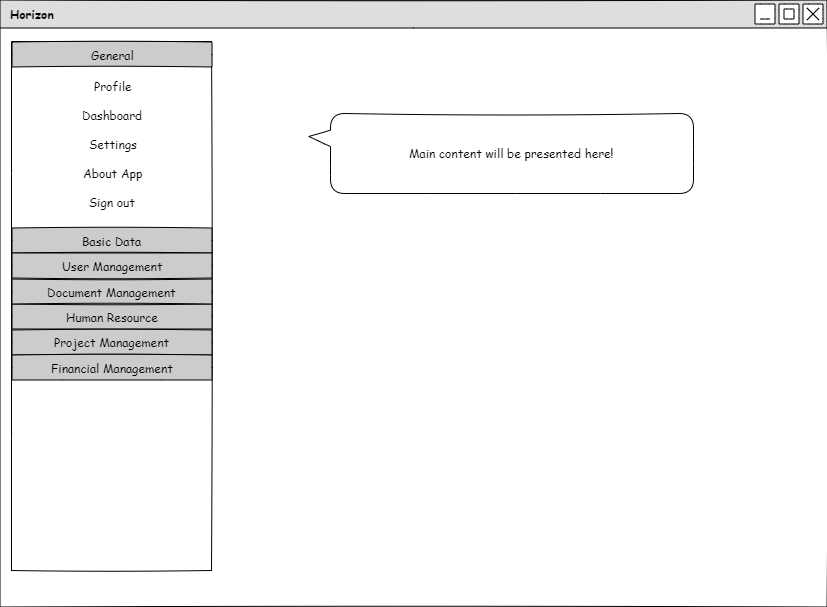 Horizon
General
Profile
Dashboard
Settings
About App
Sign out
Basic Data
User Management
Document Management
Human Resource
Project Management
Financial Management
Main content will be presented here!